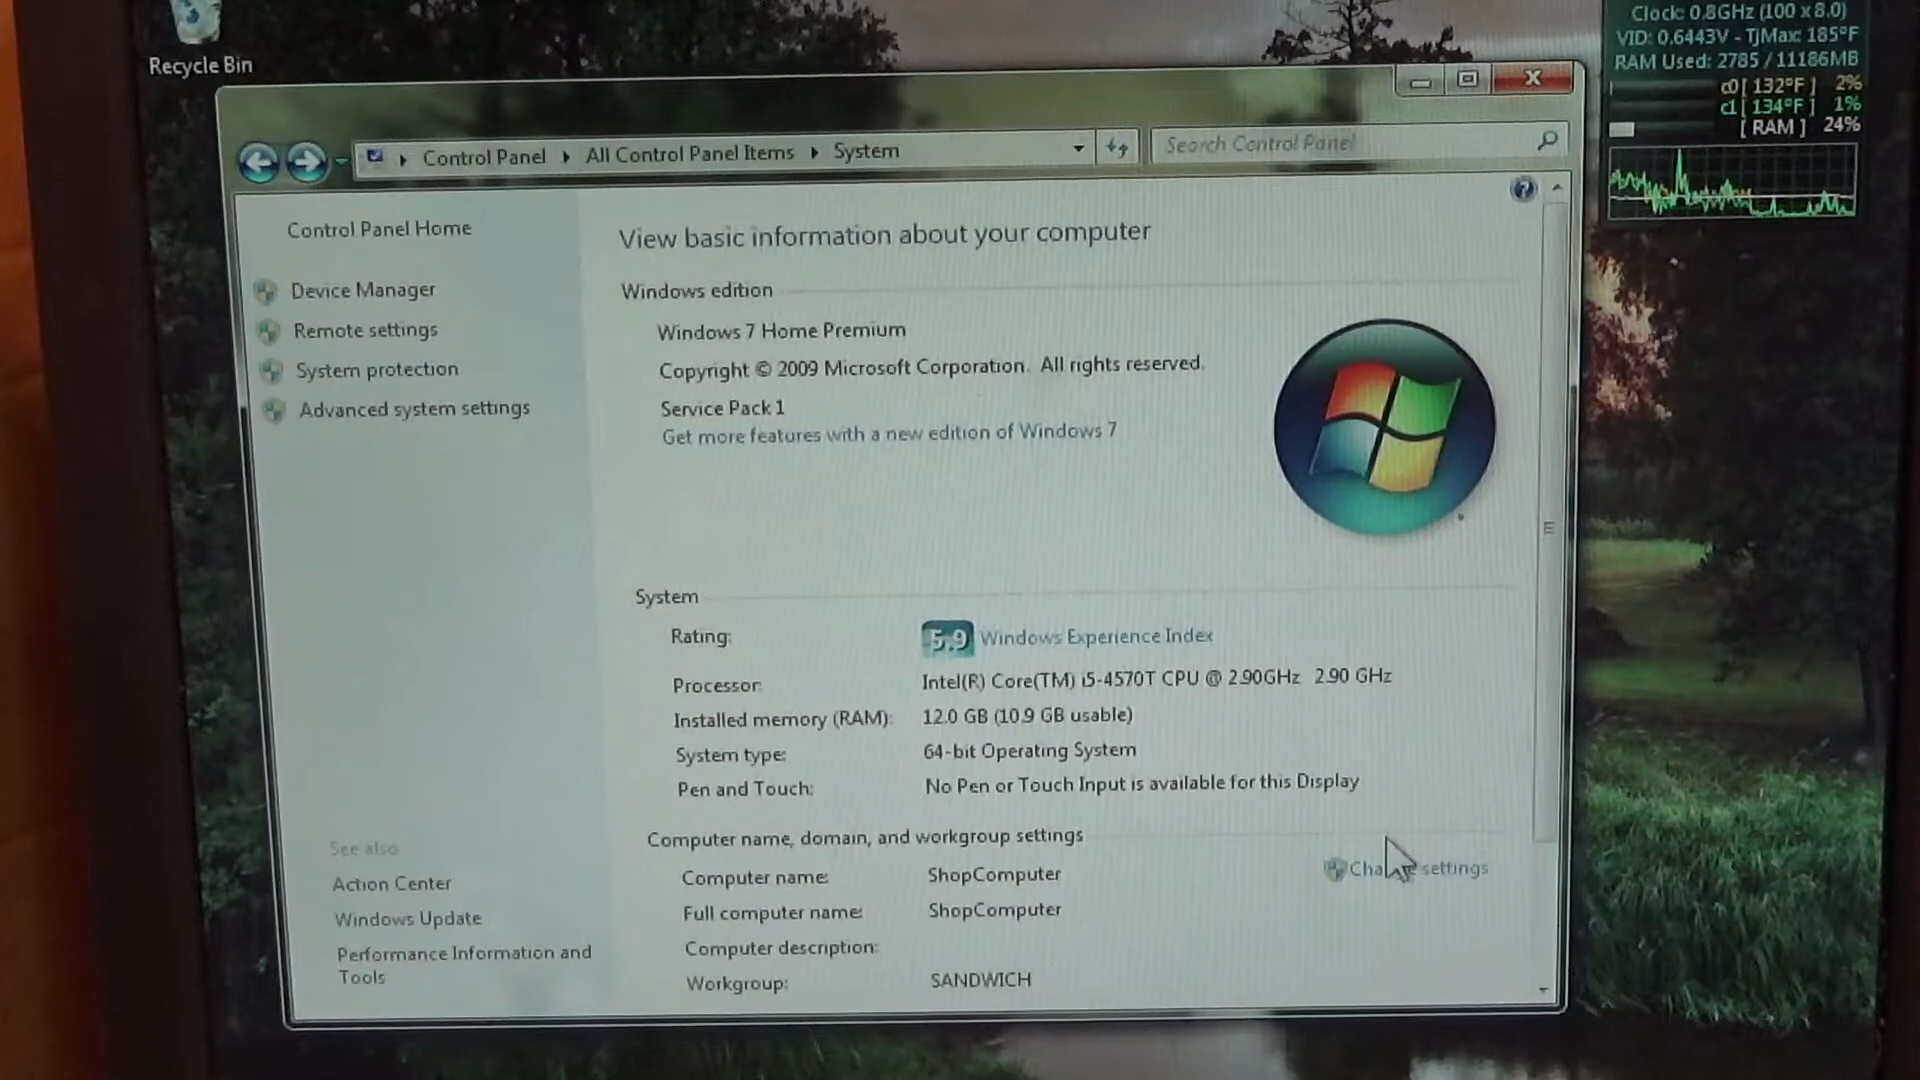 Recycle Bin
Clock: 0.8GHz (100 x 8.0)
VID: 0.6443V - TjMax: 185°F
RAM Used: 2785 / 11186MB
c0 [ 132°F ] 2%
c1 [ 134°F ] 1%
[ RAM ] 24%
Control Panel All Control Panel Items System
Search Control Panel
Control Panel Home
Device Manager
Remote settings
System protection
Advanced system settings
View basic information about your computer
Windows edition
Windows 7 Home Premium
Copyright © 2009 Microsoft Corporation. All rights reserved.
Service Pack 1
Get more features with a new edition of Windows 7
System
Rating: 5.9 Windows Experience Index
Processor: Intel(R) Core(TM) i5-4570T CPU @ 2.90GHz 2.90 GHz
Installed memory (RAM): 12.0 GB (10.9 GB usable)
System type: 64-bit Operating System
Pen and Touch: No Pen or Touch Input is available for this Display
Computer name, domain, and workgroup settings
Computer name: ShopComputer
Change settings
Full computer name: ShopComputer
Computer description:
Workgroup: SANDWICH
See also
Action Center
Windows Update
Performance Information and
Tools